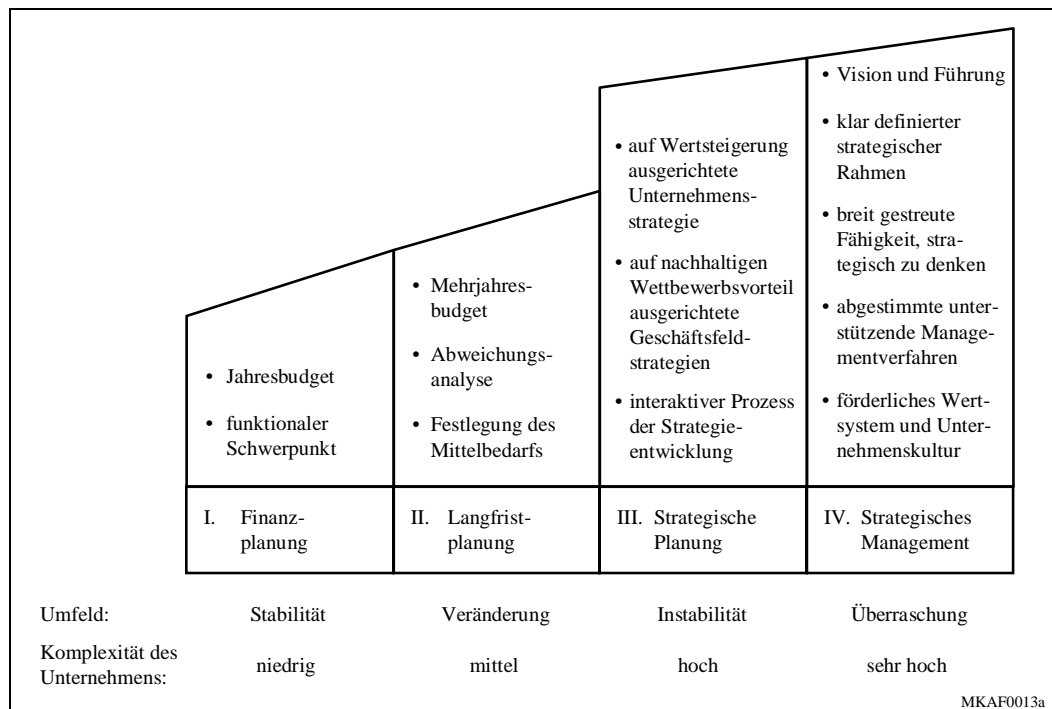 • Jahresbudget
• funktionaler
Schwerpunkt
• Mehrjahres-
budget
• Abweichungs-
analyse
• Festlegung des
Mittelbedarfs
• auf Wertsteigerung
ausgerichtete
Unternehmens-
strategie
• auf nachhaltigen
Wettbewerbsvorteil
ausgerichtete
Geschäftsfeld-
strategien
• interaktiver Prozess
der Strategie-
entwicklung
• Vision und Führung
• klar definierter
strategischer
Rahmen
• breit gestreute
Fähigkeit, stra-
tegisch zu denken
• abgestimmte unter-
stützende Manage-
mentverfahren
• förderliches Wert-
system und Unter-
nehmenskultur
I. Finanz-
planung
II. Langfrist-
planung
III. Strategische
Planung
IV. Strategisches
Management
Umfeld: Stabilität Veränderung Instabilität Überraschung
Komplexität des
Unternehmens: niedrig mittel hoch sehr hoch
MKAF0013a